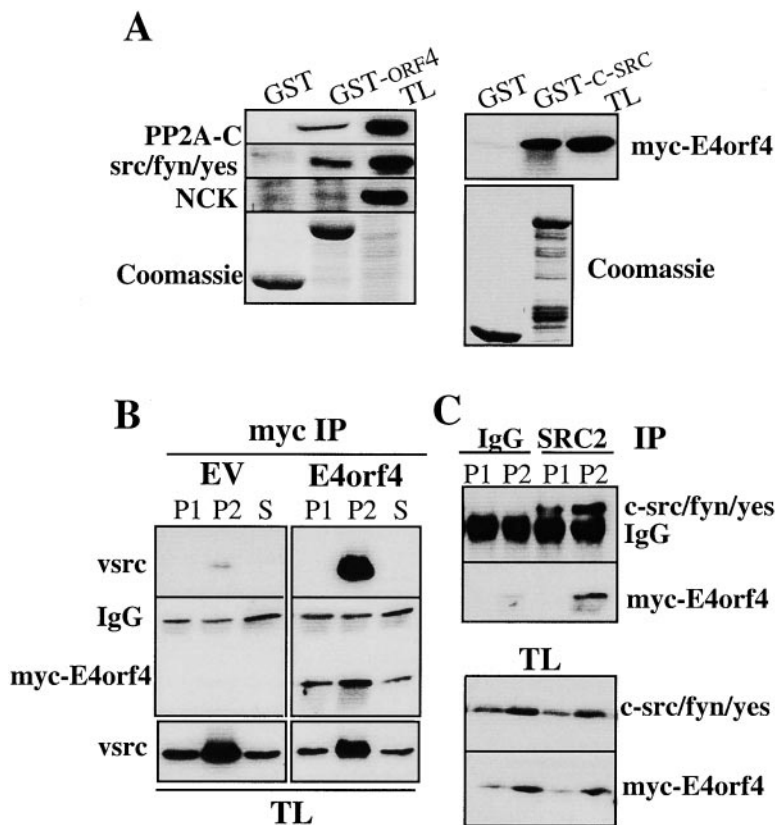 A
GST GST-ORF4 TL
PP2A-C
src/fyn/yes
NCK
Coomassie
GST GST-C-SRC TL
myc-E4orf4
Coomassie
B
myc IP
EV E4orf4
P1 P2 S P1 P2 S
vsrc
IgG
myc-E4orf4
vsrc
TL
C
IgG SRC2 IP
P1 P2 P1 P2
c-src/fyn/yes
IgG
myc-E4orf4
TL
c-src/fyn/yes
myc-E4orf4